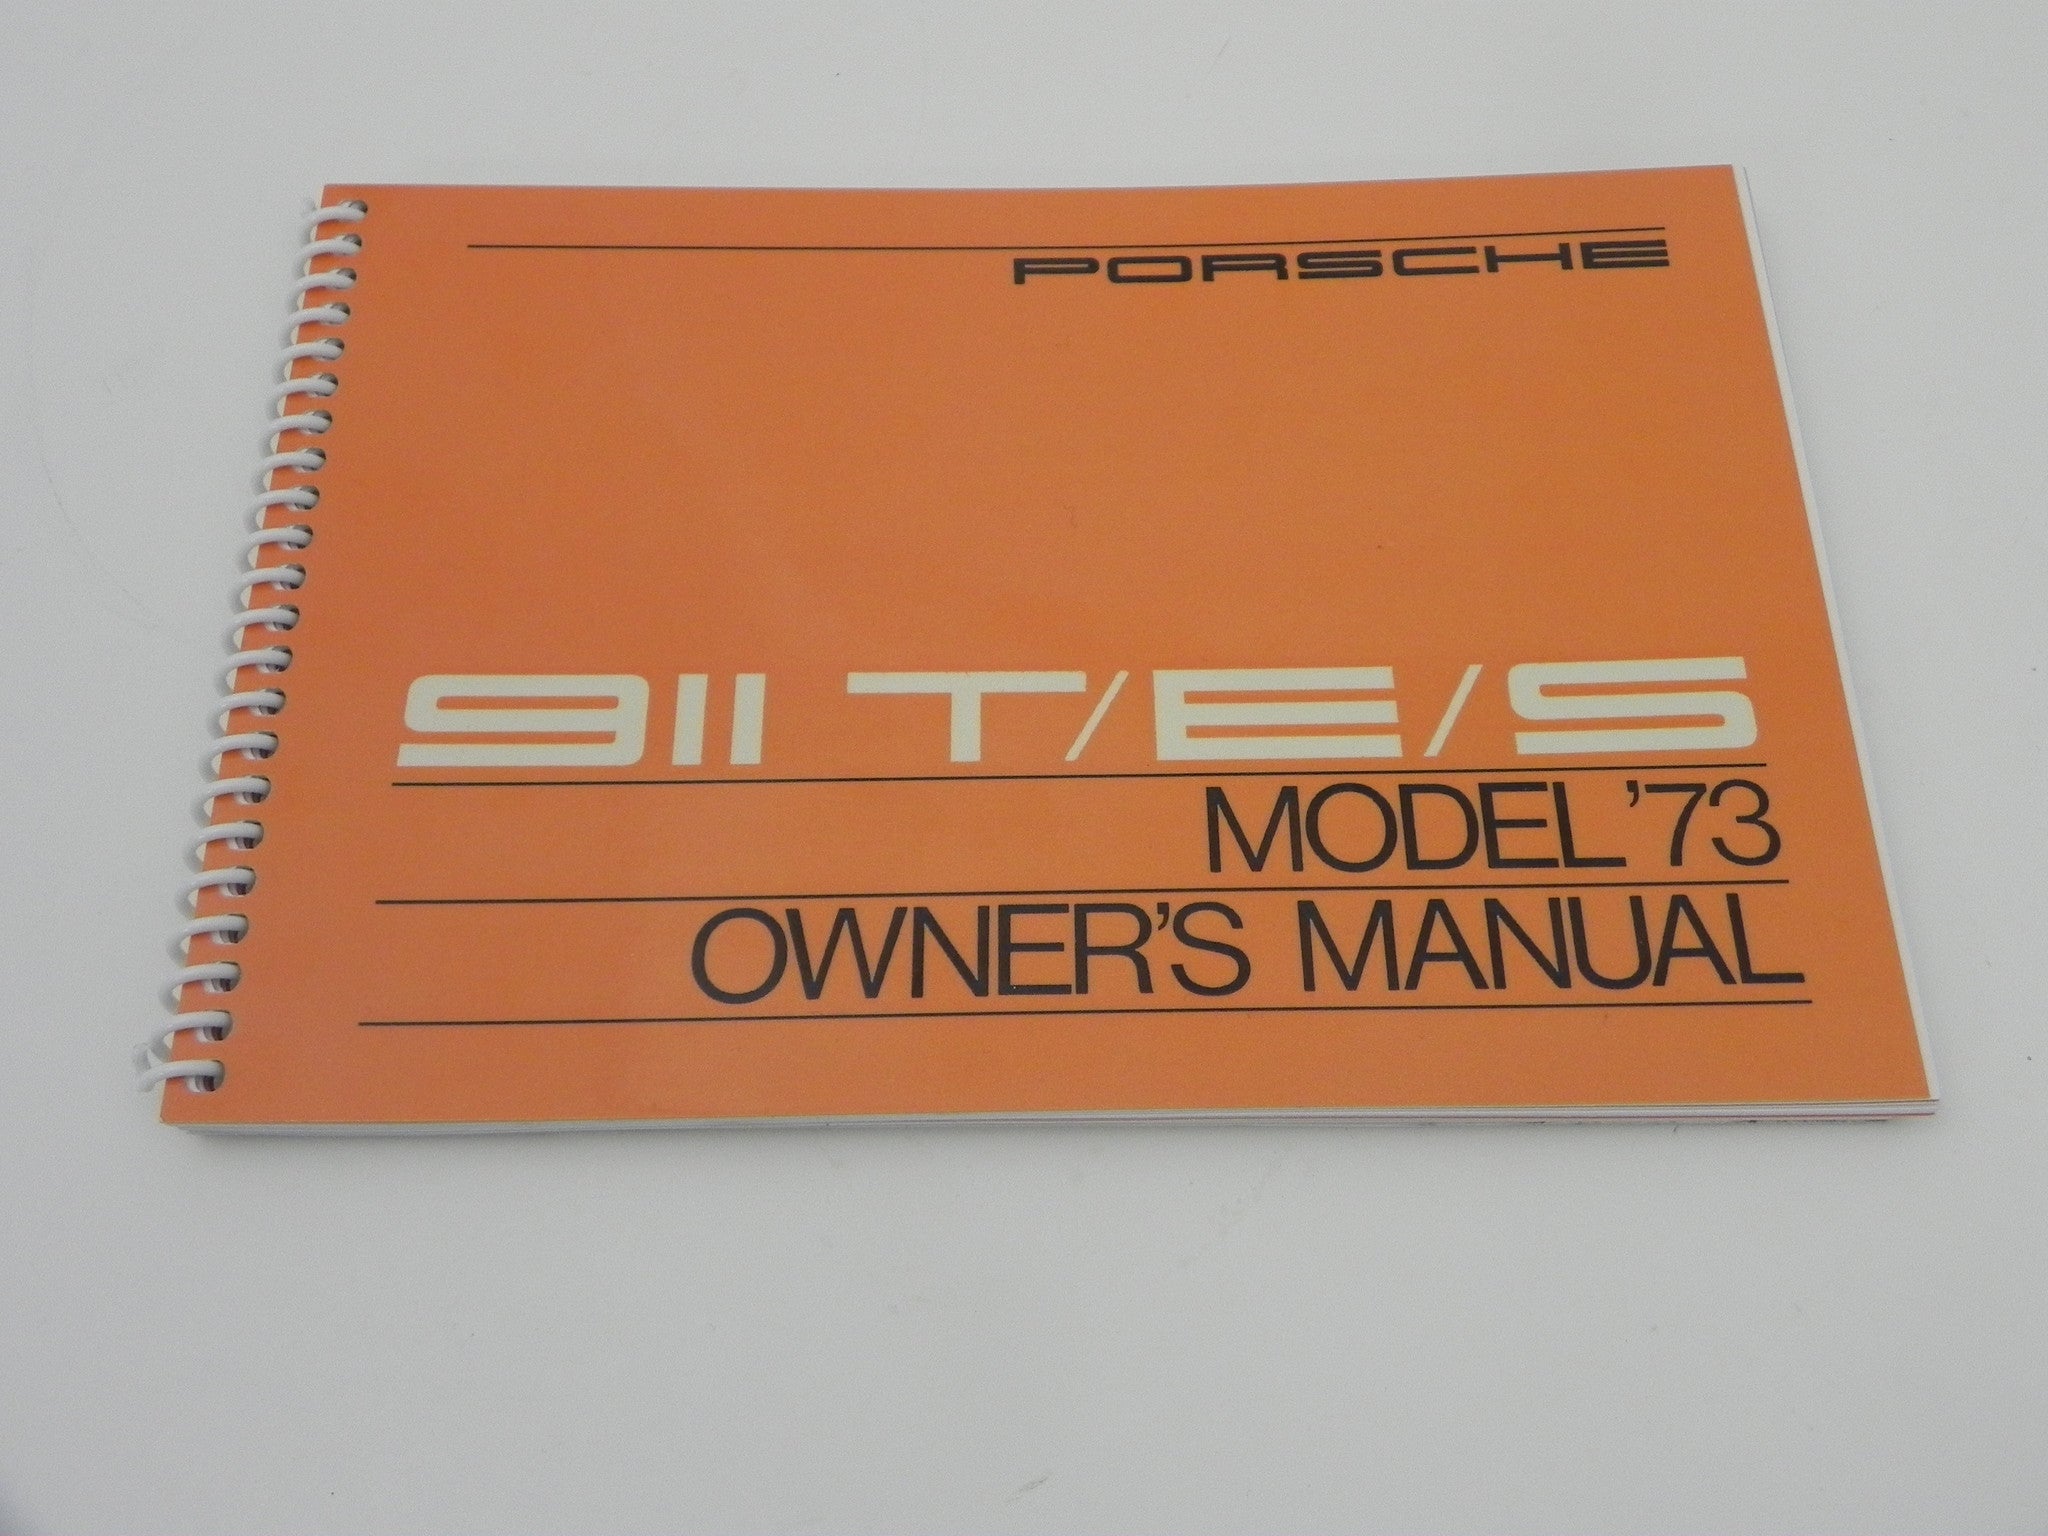 PORSCHE
911 T/E/S
MODEL '73
OWNER'S MANUAL